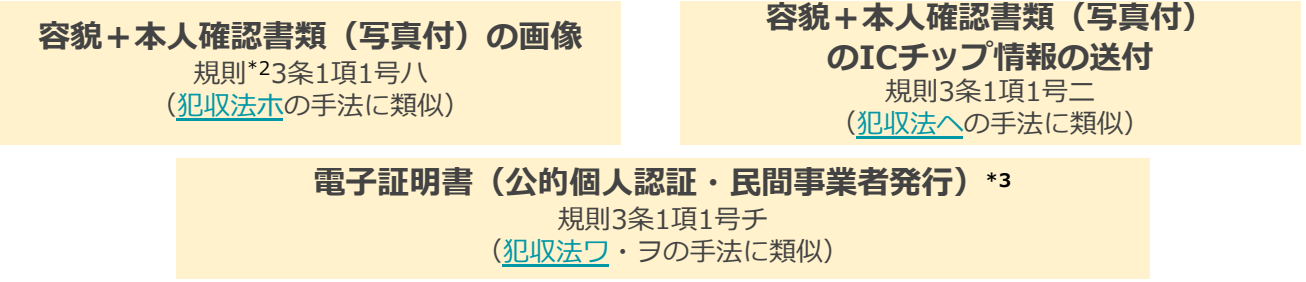 容貌＋本人確認書類（写真付）の画像
規則*23条1項1号ハ
（犯収法ホの手法に類似）
容貌＋本人確認書類（写真付）
のICチップ情報の送付
規則3条1項1号ニ
（犯収法への手法に類似）
電子証明書（公的個人認証・民間事業者発行）*3
規則3条1項1号チ
（犯収法ワ・ヲの手法に類似）